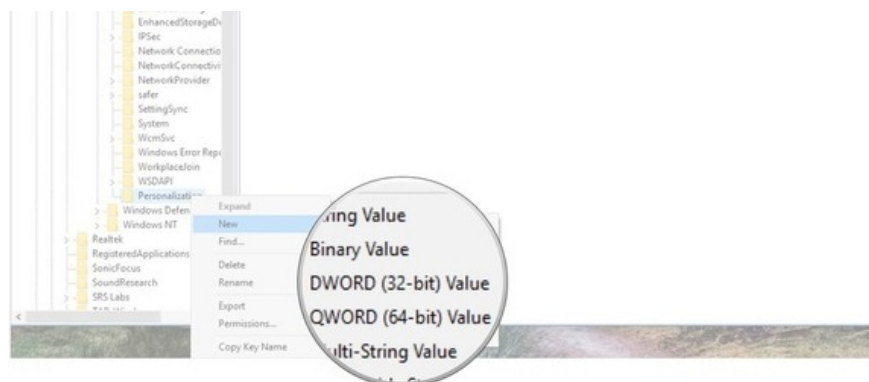 EnhancedStorageDe
IPSec
Network Connectio
NetworkConnectivi
NetworkProvider
safer
SettingSync
System
WcmSvc
Windows Error Repo
WorkplaceJoin
WSDAPI
Personalization
Windows Defen
Windows NT
Realtek
RegisteredApplications
SonicFocus
SoundResearch
SRS Labs
Expand
New
Find...
Delete
Rename
Export
Permissions...
Copy Key Name
tring Value
Binary Value
DWORD (32-bit) Value
QWORD (64-bit) Value
ulti-String Value